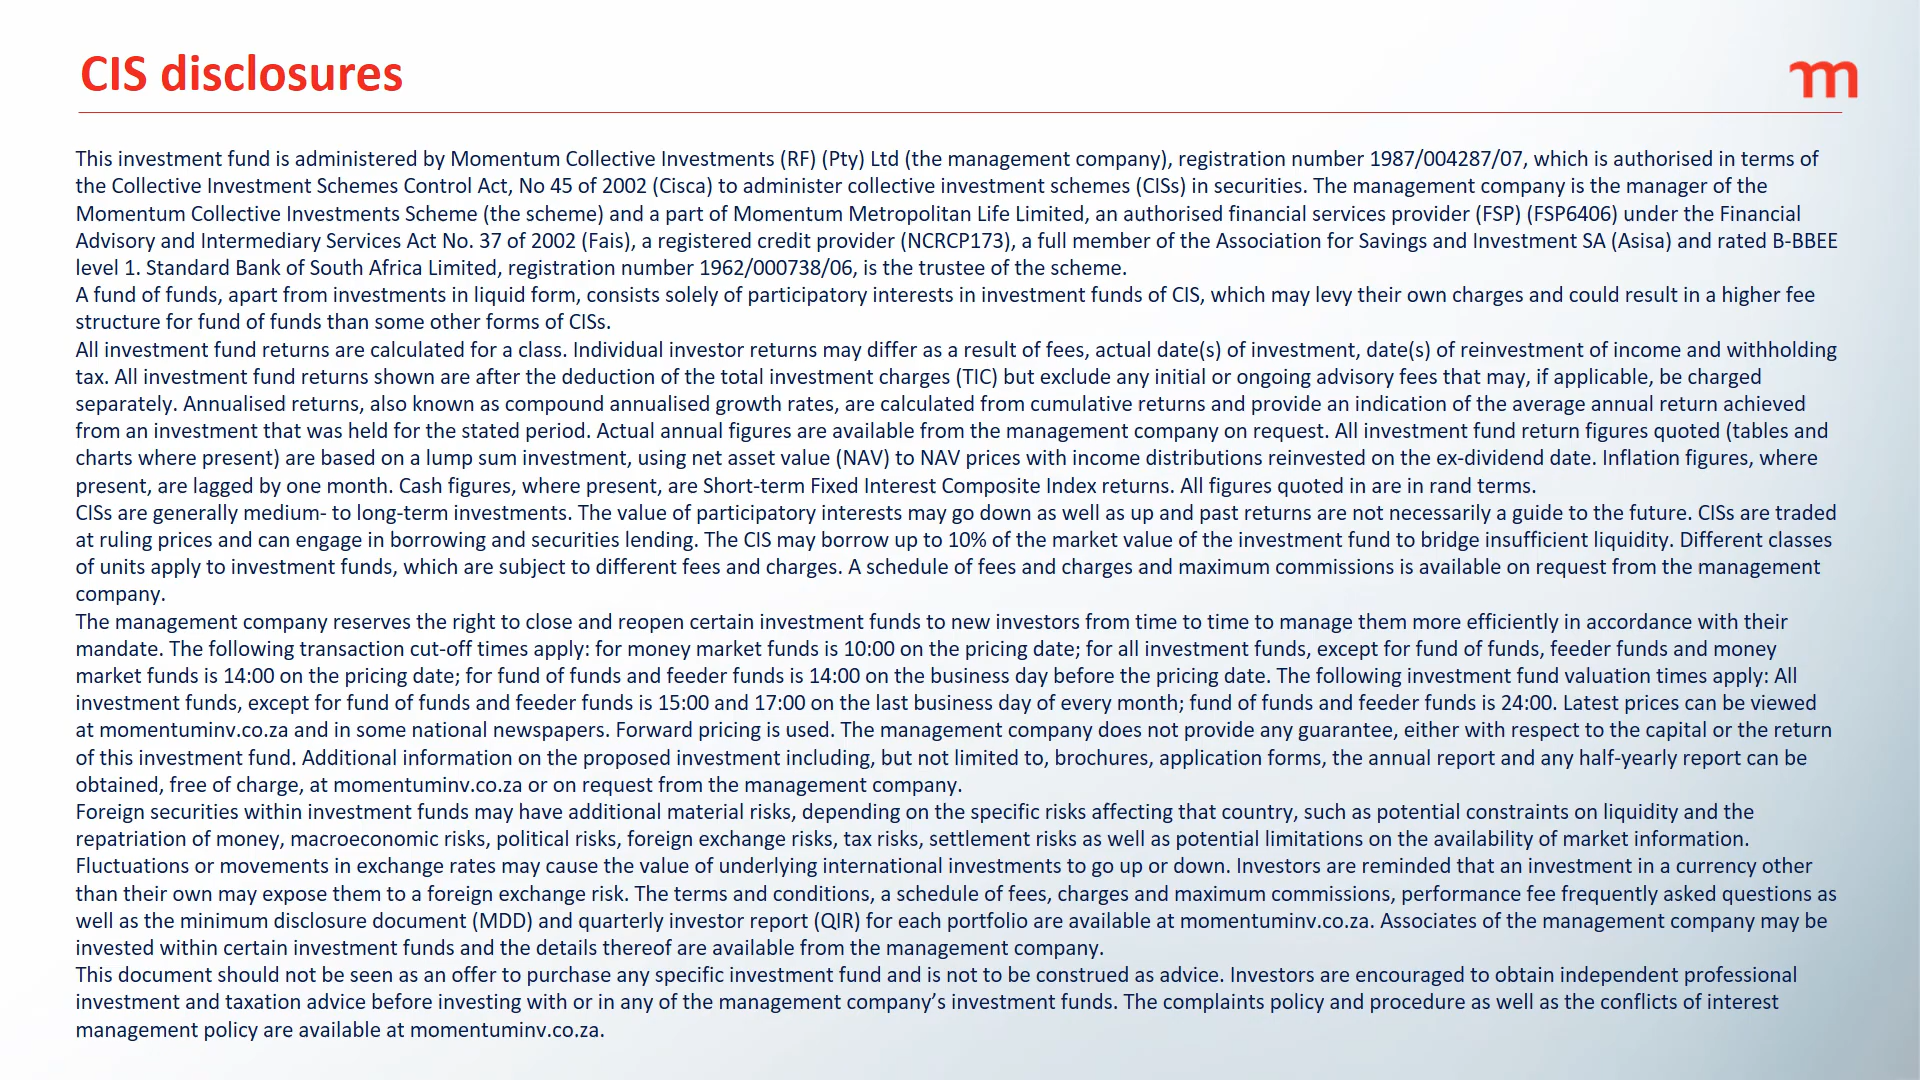 CIS disclosures
m
This investment fund is administered by Momentum Collective Investments (RF) (Pty) Ltd (the management company), registration number 1987/004287/07, which is authorised in terms of
the Collective Investment Schemes Control Act, No 45 of 2002 (Cisca) to administer collective investment schemes (CISs) in securities. The management company is the manager of the
Momentum Collective Investments Scheme (the scheme) and a part of Momentum Metropolitan Life Limited, an authorised financial services provider (FSP) (FSP6406) under the Financial
Advisory and Intermediary Services Act No. 37 of 2002 (Fais), a registered credit provider (NCRCP173), a full member of the Association for Savings and Investment SA (Asisa) and rated B-BBEE
level 1. Standard Bank of South Africa Limited, registration number 1962/000738/06, is the trustee of the scheme.
A fund of funds, apart from investments in liquid form, consists solely of participatory interests in investment funds of CIS, which may levy their own charges and could result in a higher fee
structure for fund of funds than some other forms of CISs.
All investment fund returns are calculated for a class. Individual investor returns may differ as a result of fees, actual date(s) of investment, date(s) of reinvestment of income and withholding
tax. All investment fund returns shown are after the deduction of the total investment charges (TIC) but exclude any initial or ongoing advisory fees that may, if applicable, be charged
separately. Annualised returns, also known as compound annualised growth rates, are calculated from cumulative returns and provide an indication of the average annual return achieved
from an investment that was held for the stated period. Actual annual figures are available from the management company on request. All investment fund return figures quoted (tables and
charts where present) are based on a lump sum investment, using net asset value (NAV) to NAV prices with income distributions reinvested on the ex-dividend date. Inflation figures, where
present, are lagged by one month. Cash figures, where present, are Short-term Fixed Interest Composite Index returns. All figures quoted in are in rand terms.
CISs are generally medium- to long-term investments. The value of participatory interests may go down as well as up and past returns are not necessarily a guide to the future. CISs are traded
at ruling prices and can engage in borrowing and securities lending. The CIS may borrow up to 10% of the market value of the investment fund to bridge insufficient liquidity. Different classes
of units apply to investment funds, which are subject to different fees and charges. A schedule of fees and charges and maximum commissions is available on request from the management
company.
The management company reserves the right to close and reopen certain investment funds to new investors from time to time to manage them more efficiently in accordance with their
mandate. The following transaction cut-off times apply: for money market funds is 10:00 on the pricing date; for all investment funds, except for fund of funds, feeder funds and money
market funds is 14:00 on the pricing date; for fund of funds and feeder funds is 14:00 on the business day before the pricing date. The following investment fund valuation times apply: All
investment funds, except for fund of funds and feeder funds is 15:00 and 17:00 on the last business day of every month; fund of funds and feeder funds is 24:00. Latest prices can be viewed
at momentuminv.co.za and in some national newspapers. Forward pricing is used. The management company does not provide any guarantee, either with respect to the capital or the return
of this investment fund. Additional information on the proposed investment including, but not limited to, brochures, application forms, the annual report and any half-yearly report can be
obtained, free of charge, at momentuminv.co.za or on request from the management company.
Foreign securities within investment funds may have additional material risks, depending on the specific risks affecting that country, such as potential constraints on liquidity and the
repatriation of money, macroeconomic risks, political risks, foreign exchange risks, tax risks, settlement risks as well as potential limitations on the availability of market information.
Fluctuations or movements in exchange rates may cause the value of underlying international investments to go up or down. Investors are reminded that an investment in a currency other
than their own may expose them to a foreign exchange risk. The terms and conditions, a schedule of fees, charges and maximum commissions, performance fee frequently asked questions as
well as the minimum disclosure document (MDD) and quarterly investor report (QIR) for each portfolio are available at momentuminv.co.za. Associates of the management company may be
invested within certain investment funds and the details thereof are available from the management company.
This document should not be seen as an offer to purchase any specific investment fund and is not to be construed as advice. Investors are encouraged to obtain independent professional
investment and taxation advice before investing with or in any of the management company’s investment funds. The complaints policy and procedure as well as the conflicts of interest
management policy are available at momentuminv.co.za.